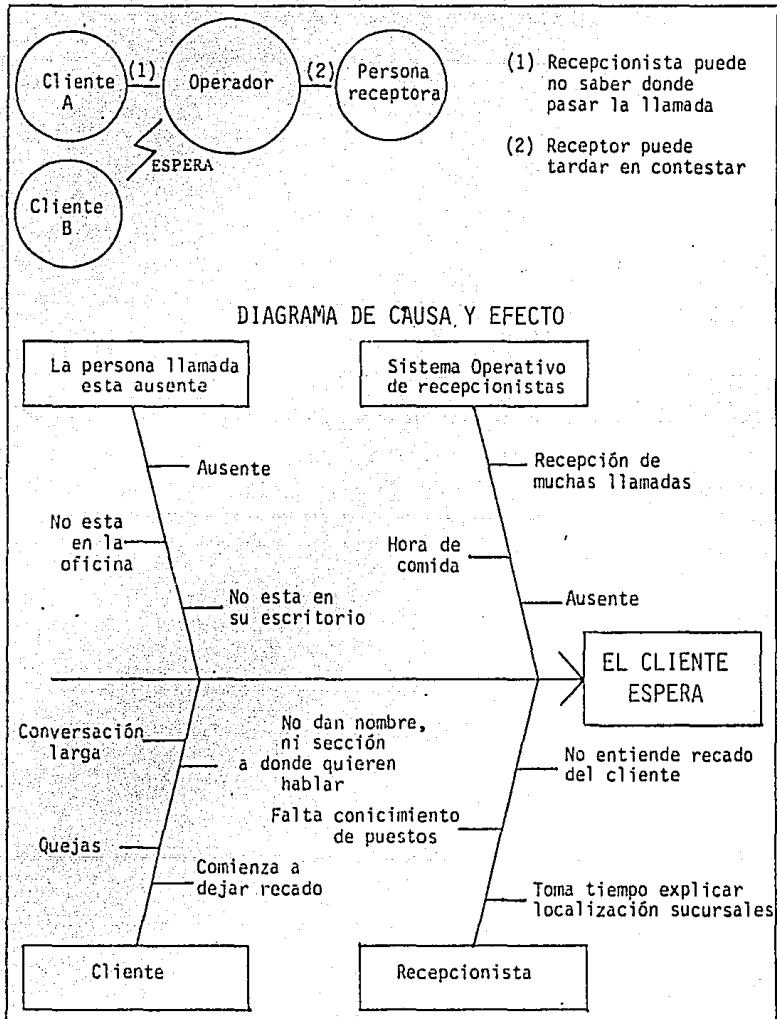 Cliente
A
(1)
Operador
(2)
Persona
receptora
ESPERA
Cliente
B
(1) Recepcionista puede
no saber donde
pasar la llamada
(2) Receptor puede
tardar en contestar
DIAGRAMA DE CAUSA Y EFECTO
La persona llamada
esta ausente
Sistema Operativo
de recepcionistas
Ausente
No esta
en la
oficina
No esta en
su escritorio
Recepción de
muchas llamadas
Hora de
comida
Ausente
EL CLIENTE
ESPERA
Conversación
larga
No dan nombre,
ni sección
a donde quieren
hablar
Quejas
Comienza a
dejar recado
No entiende recado
del cliente
Falta conicimiento
de puestos
Toma tiempo explicar
localización sucursales
Cliente
Recepcionista